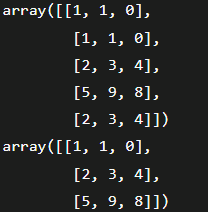 array([[1, 1, 0],
       [1, 1, 0],
       [2, 3, 4],
       [5, 9, 8],
       [2, 3, 4]])
array([[1, 1, 0],
       [2, 3, 4],
       [5, 9, 8]])